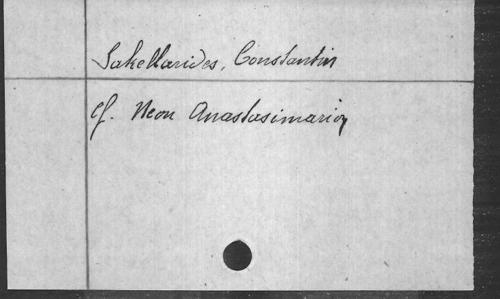 Sakellarides, Constantin
cf. Neon Anastasimarion